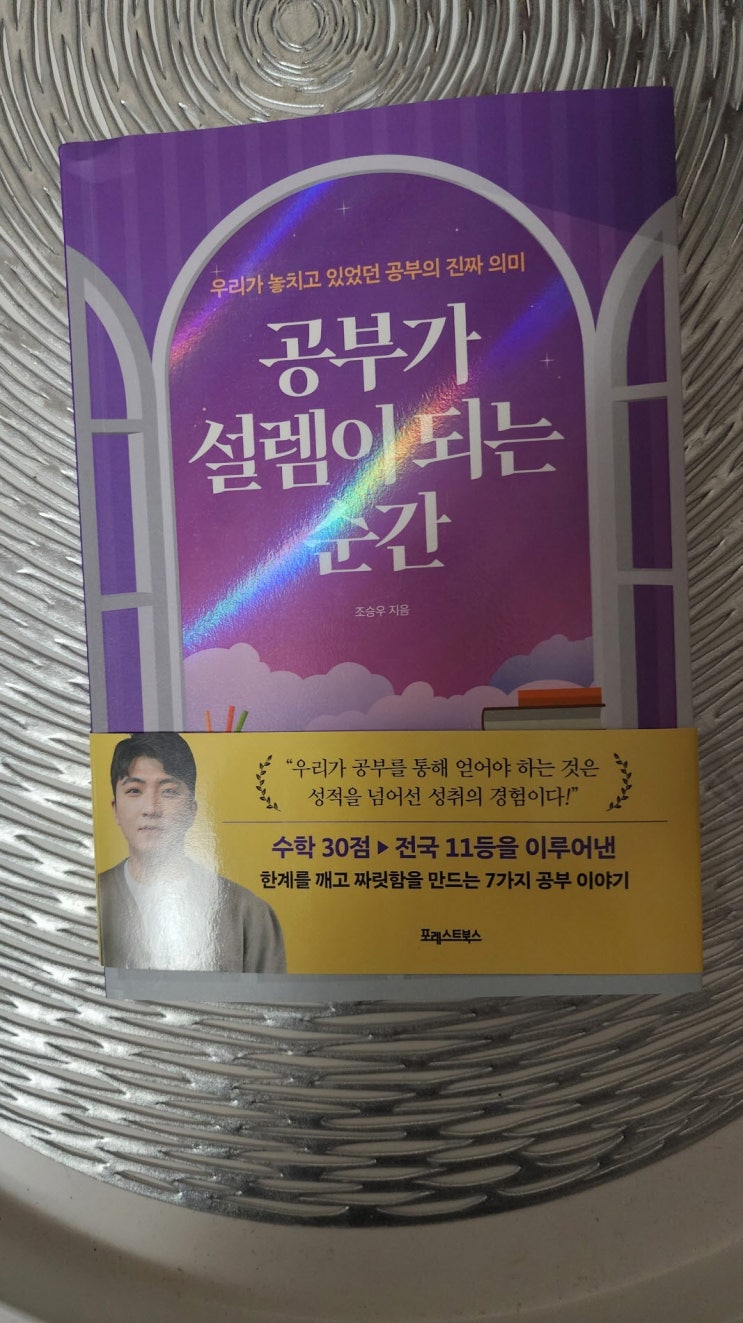 우리가 놓치고 있었던 공부의 진짜 의미
공부가
설렘이 되는
순간
조승우 지음
“우리가 공부를 통해 얻어야 하는 것은
성적을 넘어선 성취의 경험이다!”
수학 30점 ▶ 전국 11등을 이루어낸
한계를 깨고 짜릿함을 만드는 7가지 공부 이야기
포레스트북스